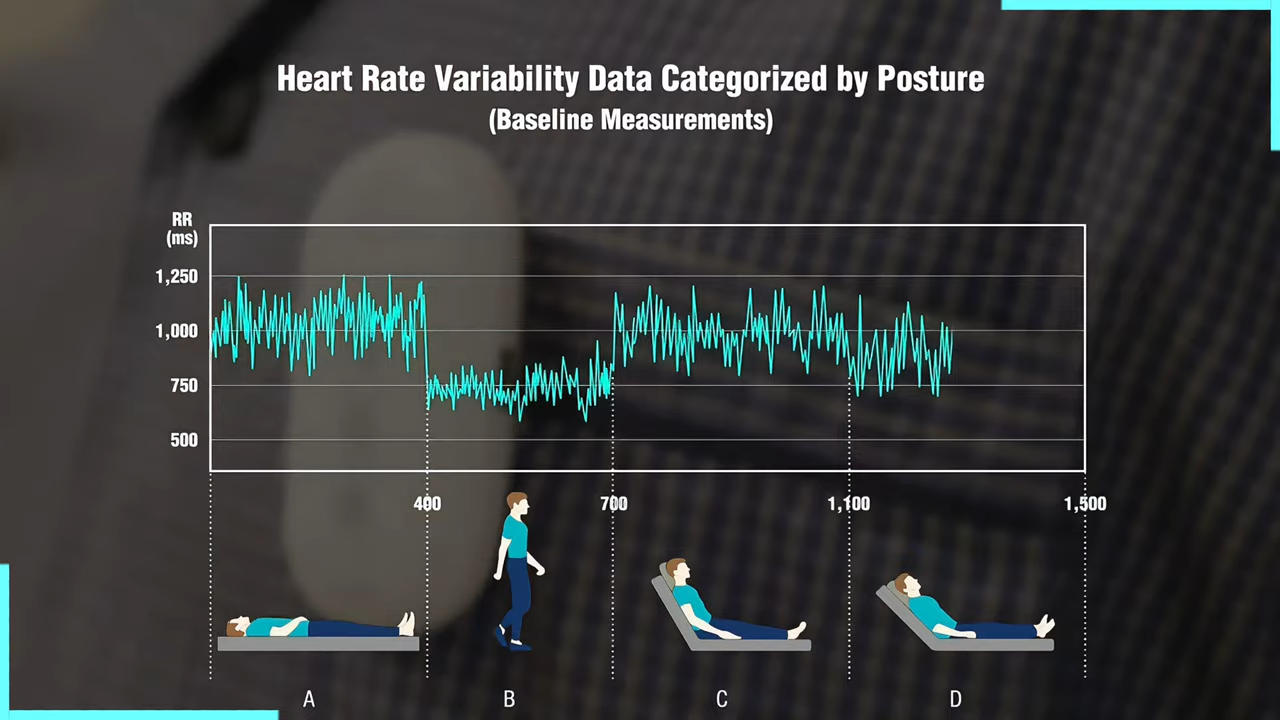 Heart Rate Variability Data Categorized by Posture
(Baseline Measurements)
RR
(ms)
1,250
1,000
750
500
400
700
1,100
1,500
A
B
C
D